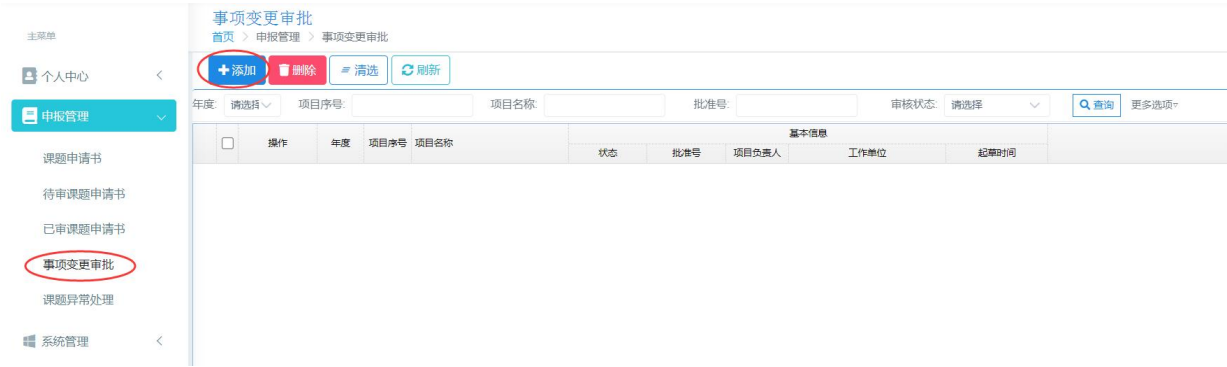 主菜单
个人中心
申报管理
课题申请书
待审课题申请书
已审课题申请书
事项变更审批
课题异常处理
系统管理
事项变更审批
首页 > 申报管理 > 事项变更审批
添加 删除 清选 刷新
年度: 请选择 项目序号: 项目名称: 批准号: 审核状态: 请选择 查询 更多选项
操作 年度 项目序号 项目名称 基本信息
状态 批准号 项目负责人 工作单位 起草时间